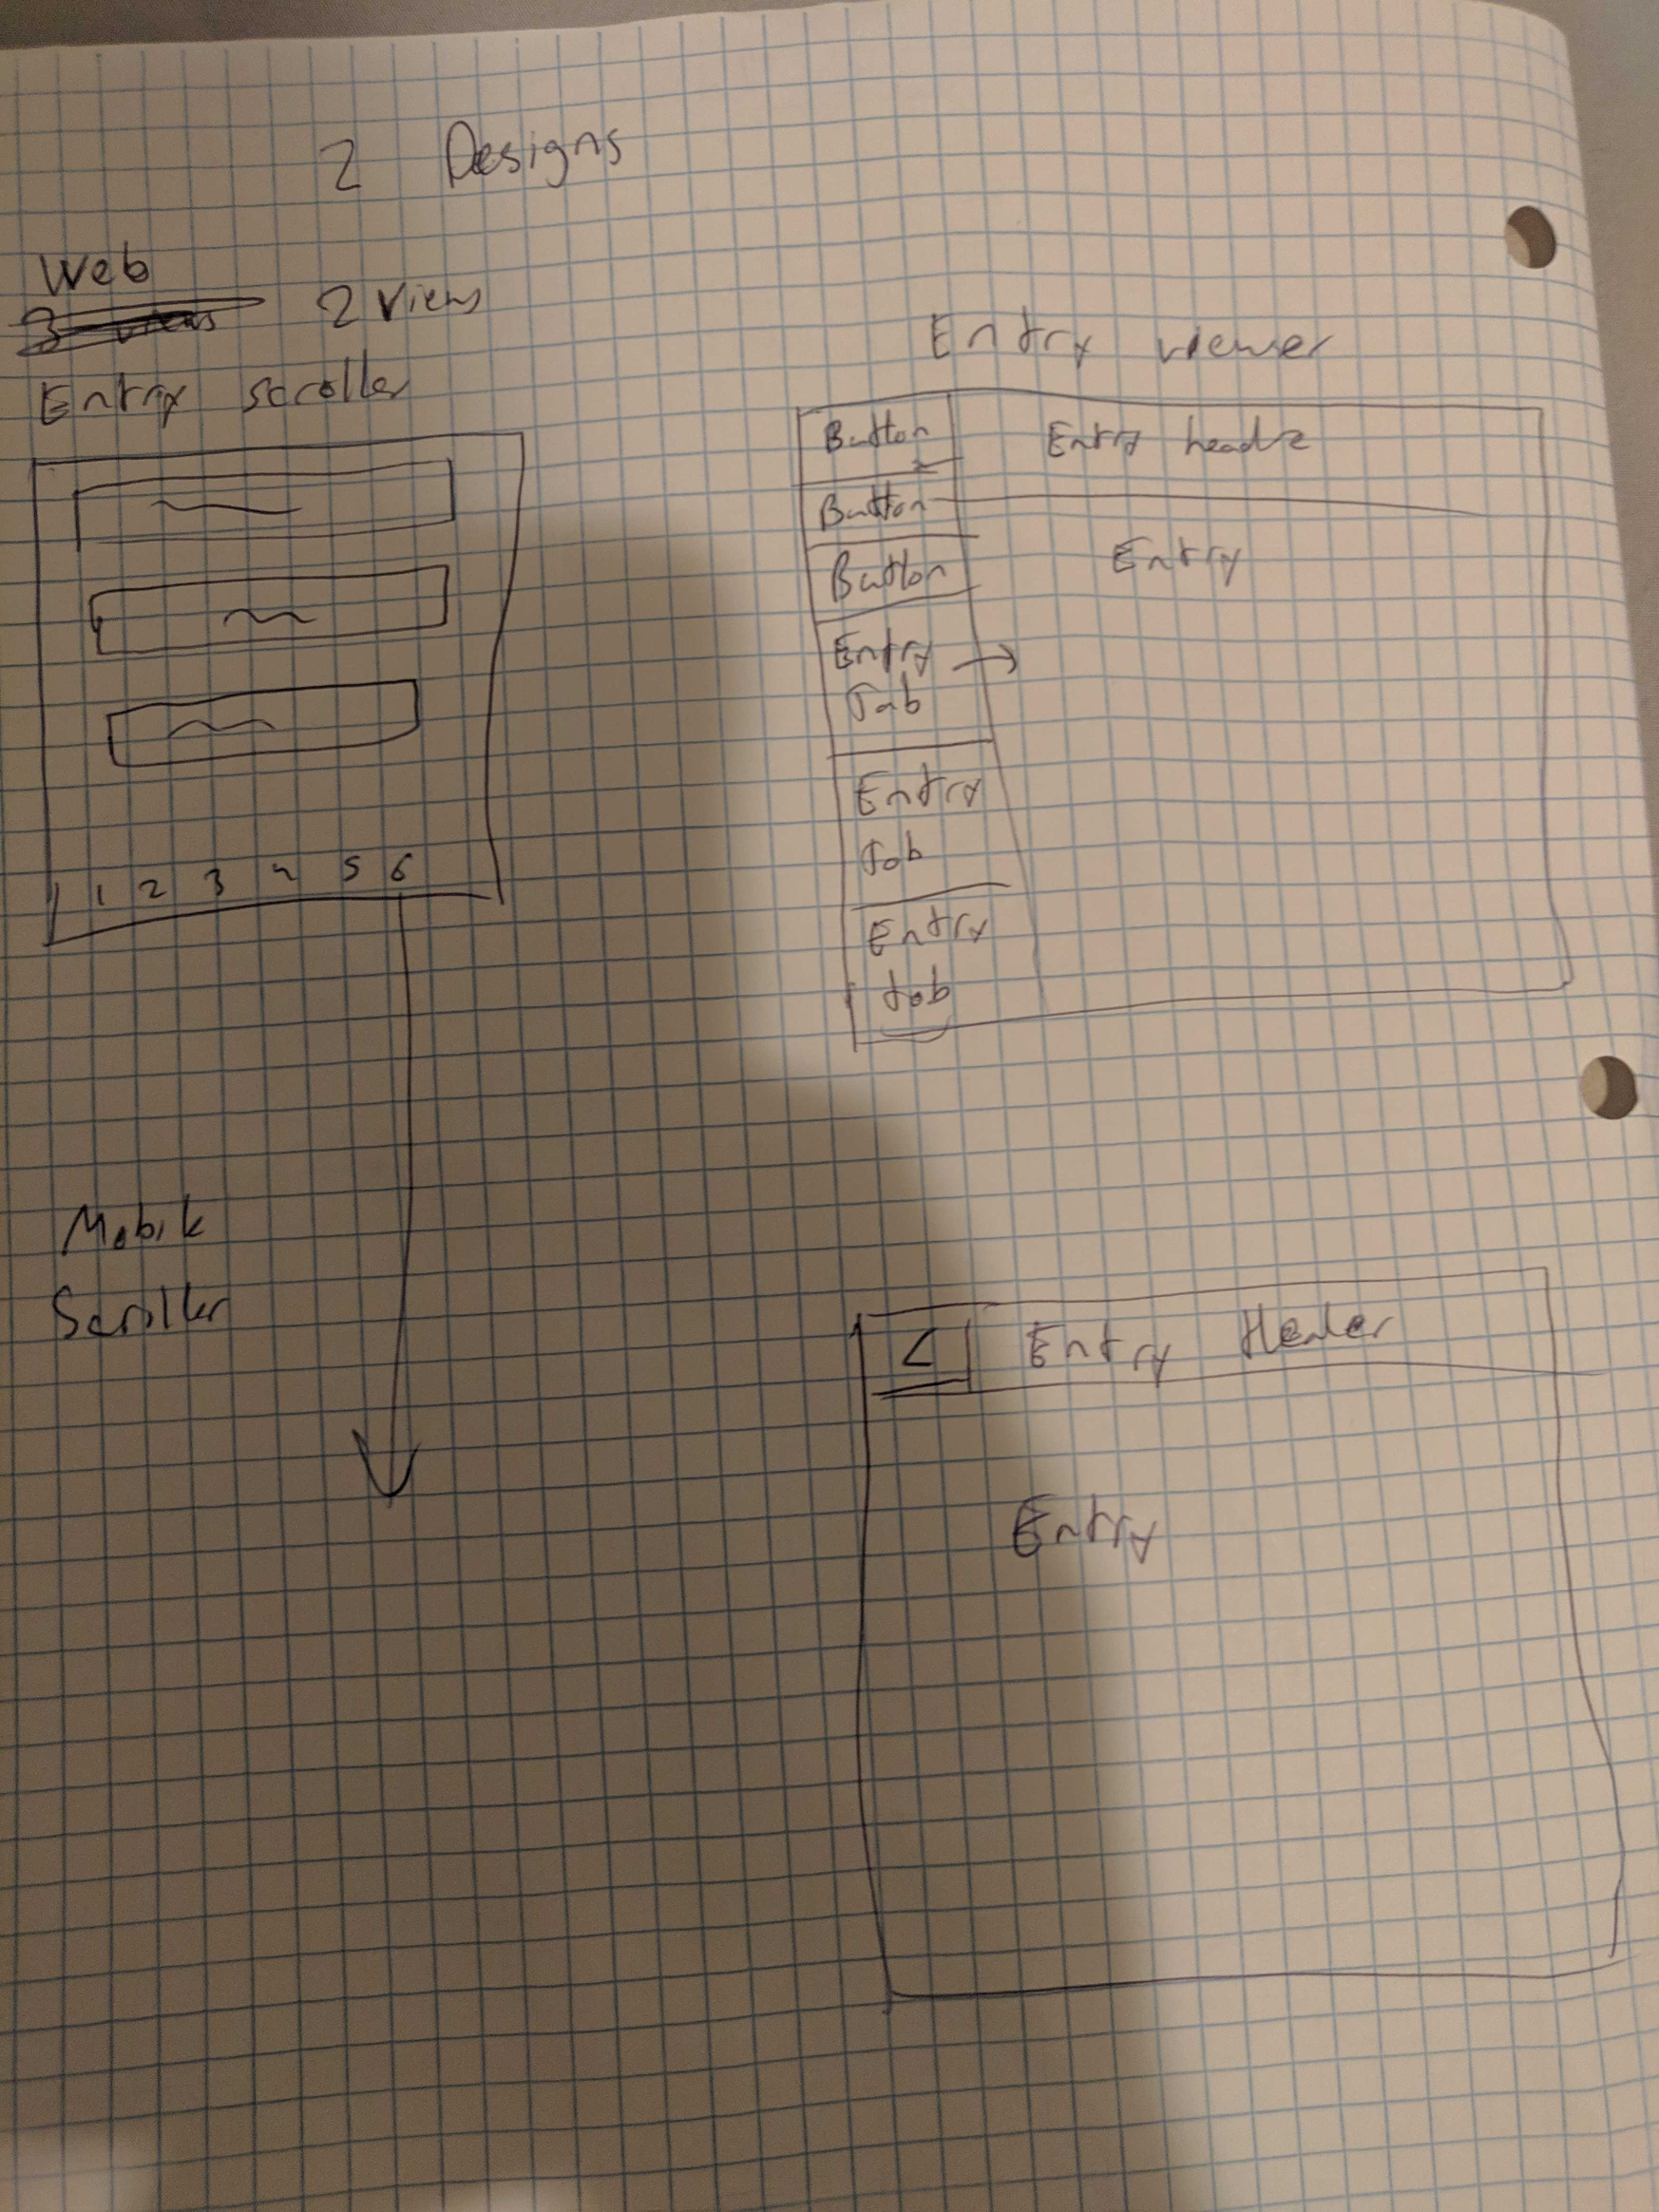 2 Designs
Web
3 views 2 Views
Entry scroller
1 2 3 4 5 6
Entry viewer
Button Entry header
Button
Button Entry
Entry →
Tab
Entry
Tab
Entry
tab
Mobile
Scroller
< Entry Header
Entry